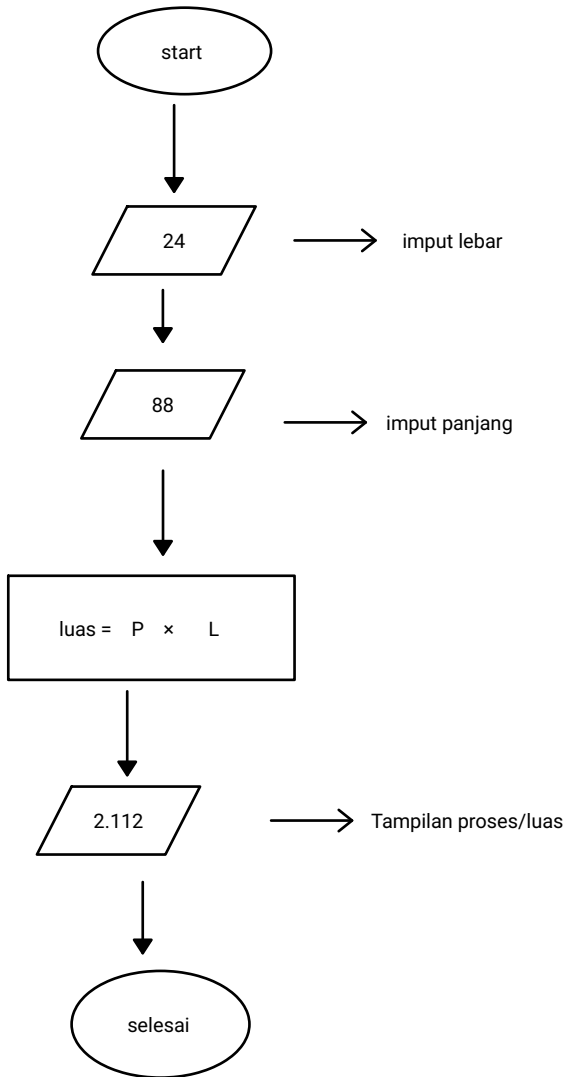 start
24
imput lebar
88
imput panjang
luas = P × L
2.112
Tampilan proses/luas
selesai